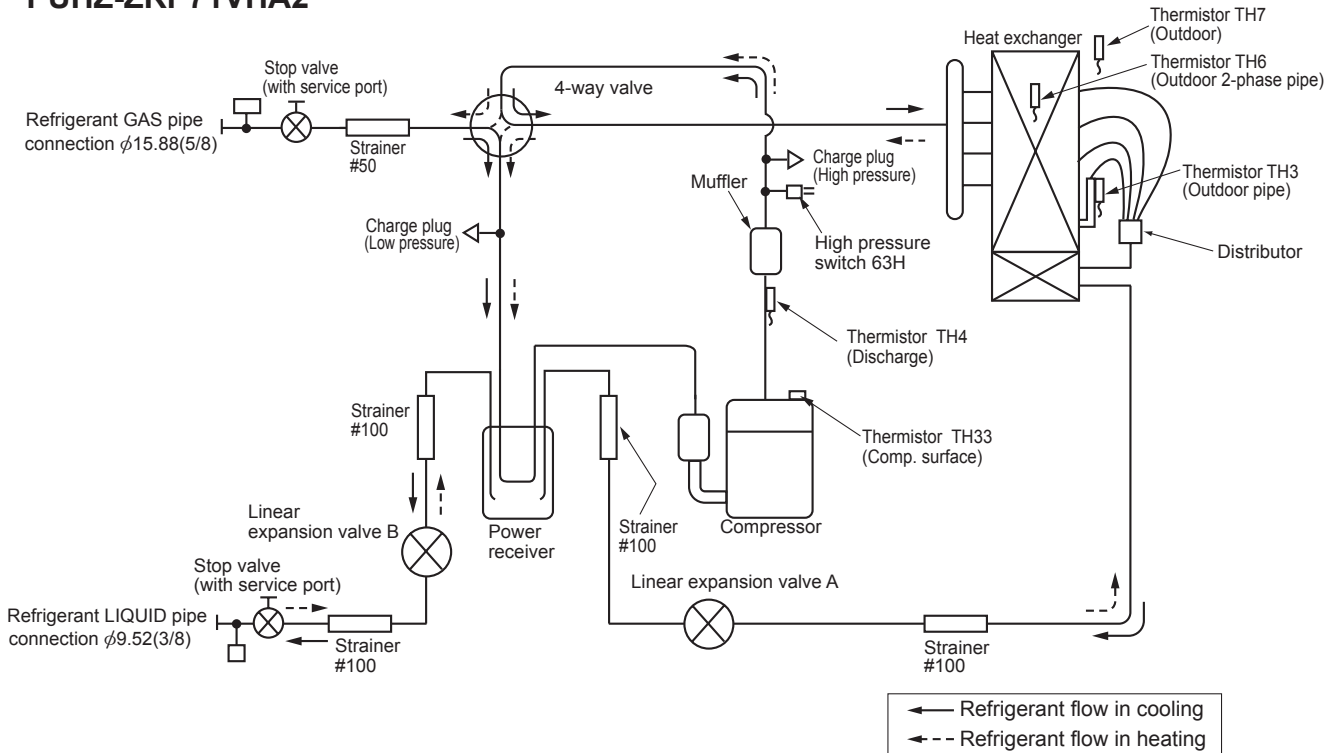 Thermistor TH7
(Outdoor)
Heat exchanger
Thermistor TH6
(Outdoor 2-phase pipe)
Stop valve
(with service port)
4-way valve
Refrigerant GAS pipe
connection ϕ15.88(5/8)
Strainer
#50
Charge plug
(High pressure)
Muffler
Thermistor TH3
(Outdoor pipe)
Charge plug
(Low pressure)
High pressure
switch 63H
Distributor
Thermistor TH4
(Discharge)
Strainer
#100
Thermistor TH33
(Comp. surface)
Linear
expansion valve B
Power
receiver
Strainer
#100
Compressor
Stop valve
(with service port)
Linear expansion valve A
Refrigerant LIQUID pipe
connection ϕ9.52(3/8)
Strainer
#100
Strainer
#100
Refrigerant flow in cooling
Refrigerant flow in heating